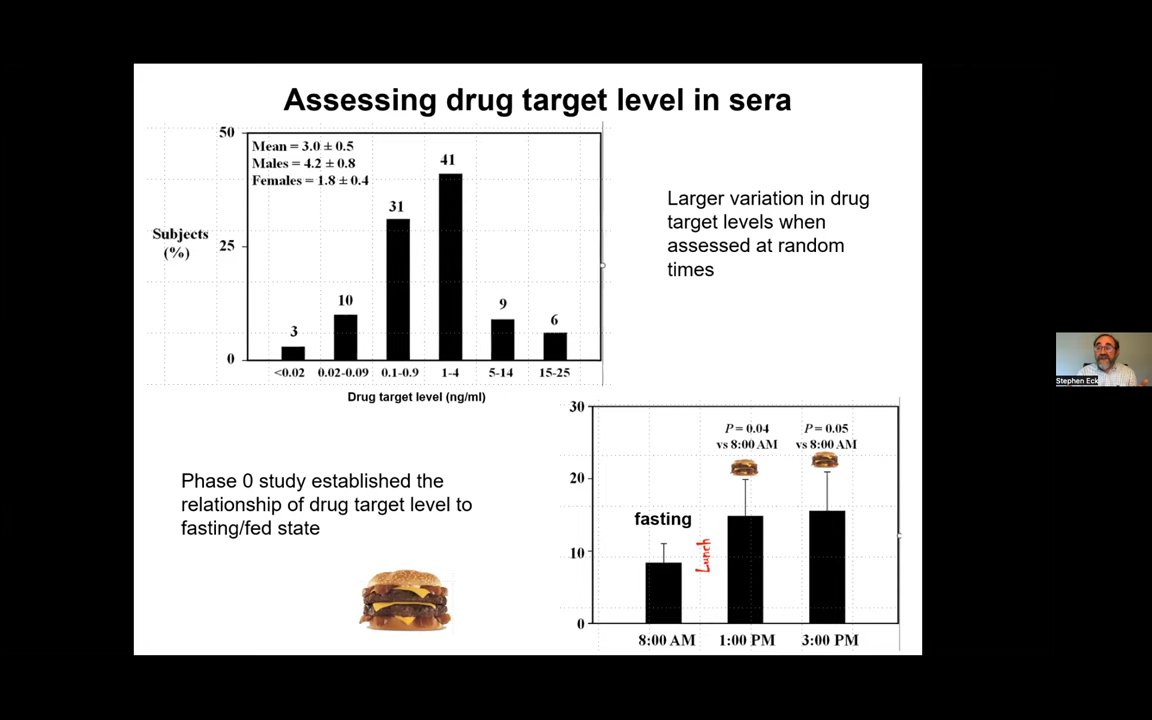 Assessing drug target level in sera
50
Mean = 3.0 ± 0.5
Males = 4.2 ± 0.8
Females = 1.8 ± 0.4
41
31
Subjects
(%)
25
10
9
6
3
0
<0.02 0.02-0.09 0.1-0.9 1-4 5-14 15-25
Drug target level (ng/ml)
Larger variation in drug
target levels when
assessed at random
times
Stephen Eck
Phase 0 study established the
relationship of drug target level to
fasting/fed state
30
P = 0.04
vs 8:00 AM
P = 0.05
vs 8:00 AM
20
fasting
Lunch
10
0
8:00 AM 1:00 PM 3:00 PM